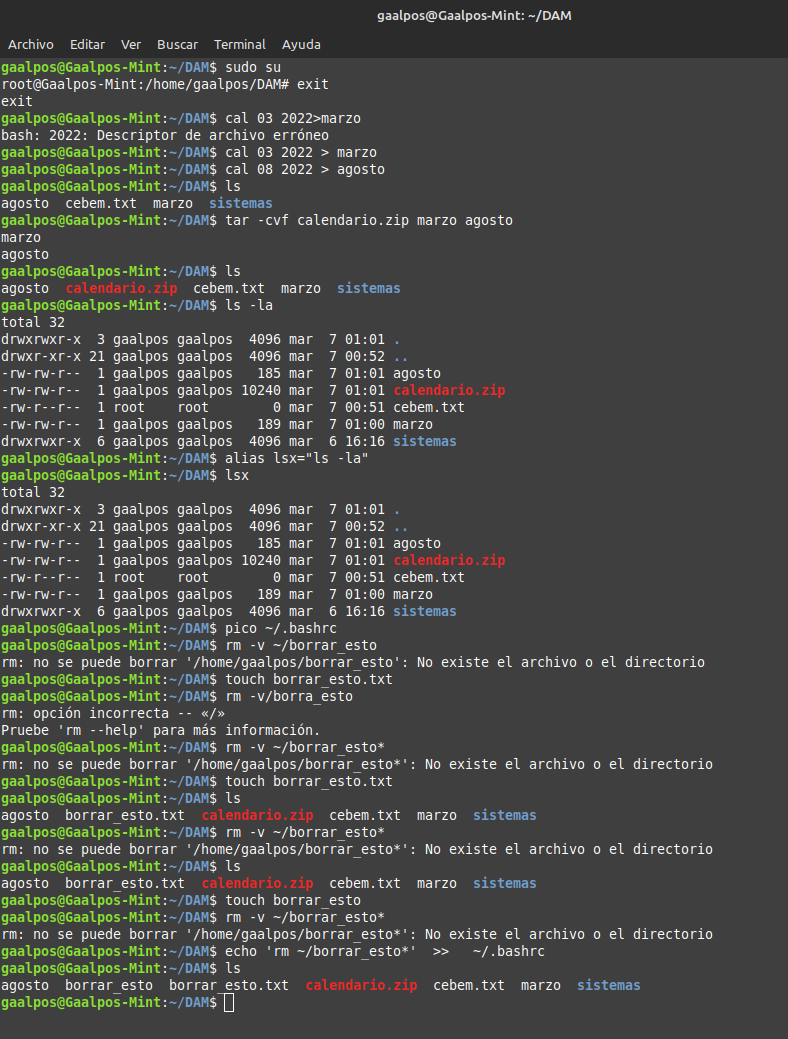 gaalpos@Gaalpos-Mint: ~/DAM
Archivo Editar Ver Buscar Terminal Ayuda
gaalpos@Gaalpos-Mint:~/DAM$ sudo su
root@Gaalpos-Mint:/home/gaalpos/DAM# exit
exit
gaalpos@Gaalpos-Mint:~/DAM$ cal 03 2022>marzo
bash: 2022: Descriptor de archivo erróneo
gaalpos@Gaalpos-Mint:~/DAM$ cal 03 2022 > marzo
gaalpos@Gaalpos-Mint:~/DAM$ cal 08 2022 > agosto
gaalpos@Gaalpos-Mint:~/DAM$ ls
agosto  cebem.txt  marzo  sistemas
gaalpos@Gaalpos-Mint:~/DAM$ tar -cvf calendario.zip marzo agosto
marzo
agosto
gaalpos@Gaalpos-Mint:~/DAM$ ls
agosto  calendario.zip  cebem.txt  marzo  sistemas
gaalpos@Gaalpos-Mint:~/DAM$ ls -la
total 32
drwxrwxr-x  3 gaalpos gaalpos  4096 mar  7 01:01 .
drwxr-xr-x 21 gaalpos gaalpos  4096 mar  7 00:52 ..
-rw-rw-r--  1 gaalpos gaalpos   185 mar  7 01:01 agosto
-rw-rw-r--  1 gaalpos gaalpos 10240 mar  7 01:01 calendario.zip
-rw-r--r--  1 root    root        0 mar  7 00:51 cebem.txt
-rw-rw-r--  1 gaalpos gaalpos   189 mar  7 01:00 marzo
drwxrwxr-x  6 gaalpos gaalpos  4096 mar  6 16:16 sistemas
gaalpos@Gaalpos-Mint:~/DAM$ alias lsx="ls -la"
gaalpos@Gaalpos-Mint:~/DAM$ lsx
total 32
drwxrwxr-x  3 gaalpos gaalpos  4096 mar  7 01:01 .
drwxr-xr-x 21 gaalpos gaalpos  4096 mar  7 00:52 ..
-rw-rw-r--  1 gaalpos gaalpos   185 mar  7 01:01 agosto
-rw-rw-r--  1 gaalpos gaalpos 10240 mar  7 01:01 calendario.zip
-rw-r--r--  1 root    root        0 mar  7 00:51 cebem.txt
-rw-rw-r--  1 gaalpos gaalpos   189 mar  7 01:00 marzo
drwxrwxr-x  6 gaalpos gaalpos  4096 mar  6 16:16 sistemas
gaalpos@Gaalpos-Mint:~/DAM$ pico ~/.bashrc
gaalpos@Gaalpos-Mint:~/DAM$ rm -v ~/borrar_esto
rm: no se puede borrar '/home/gaalpos/borrar_esto': No existe el archivo o el directorio
gaalpos@Gaalpos-Mint:~/DAM$ touch borrar_esto.txt
gaalpos@Gaalpos-Mint:~/DAM$ rm -v/borra_esto
rm: opción incorrecta -- «/»
Pruebe 'rm --help' para más información.
gaalpos@Gaalpos-Mint:~/DAM$ rm -v ~/borrar_esto*
rm: no se puede borrar '/home/gaalpos/borrar_esto*': No existe el archivo o el directorio
gaalpos@Gaalpos-Mint:~/DAM$ touch borrar_esto.txt
gaalpos@Gaalpos-Mint:~/DAM$ ls
agosto  borrar_esto.txt  calendario.zip  cebem.txt  marzo  sistemas
gaalpos@Gaalpos-Mint:~/DAM$ rm -v ~/borrar_esto*
rm: no se puede borrar '/home/gaalpos/borrar_esto*': No existe el archivo o el directorio
gaalpos@Gaalpos-Mint:~/DAM$ ls
agosto  borrar_esto.txt  calendario.zip  cebem.txt  marzo  sistemas
gaalpos@Gaalpos-Mint:~/DAM$ touch borrar_esto
gaalpos@Gaalpos-Mint:~/DAM$ rm -v ~/borrar_esto*
rm: no se puede borrar '/home/gaalpos/borrar_esto*': No existe el archivo o el directorio
gaalpos@Gaalpos-Mint:~/DAM$ echo 'rm ~/borrar_esto*'  >>   ~/.bashrc
gaalpos@Gaalpos-Mint:~/DAM$ ls
agosto  borrar_esto  borrar_esto.txt  calendario.zip  cebem.txt  marzo  sistemas
gaalpos@Gaalpos-Mint:~/DAM$